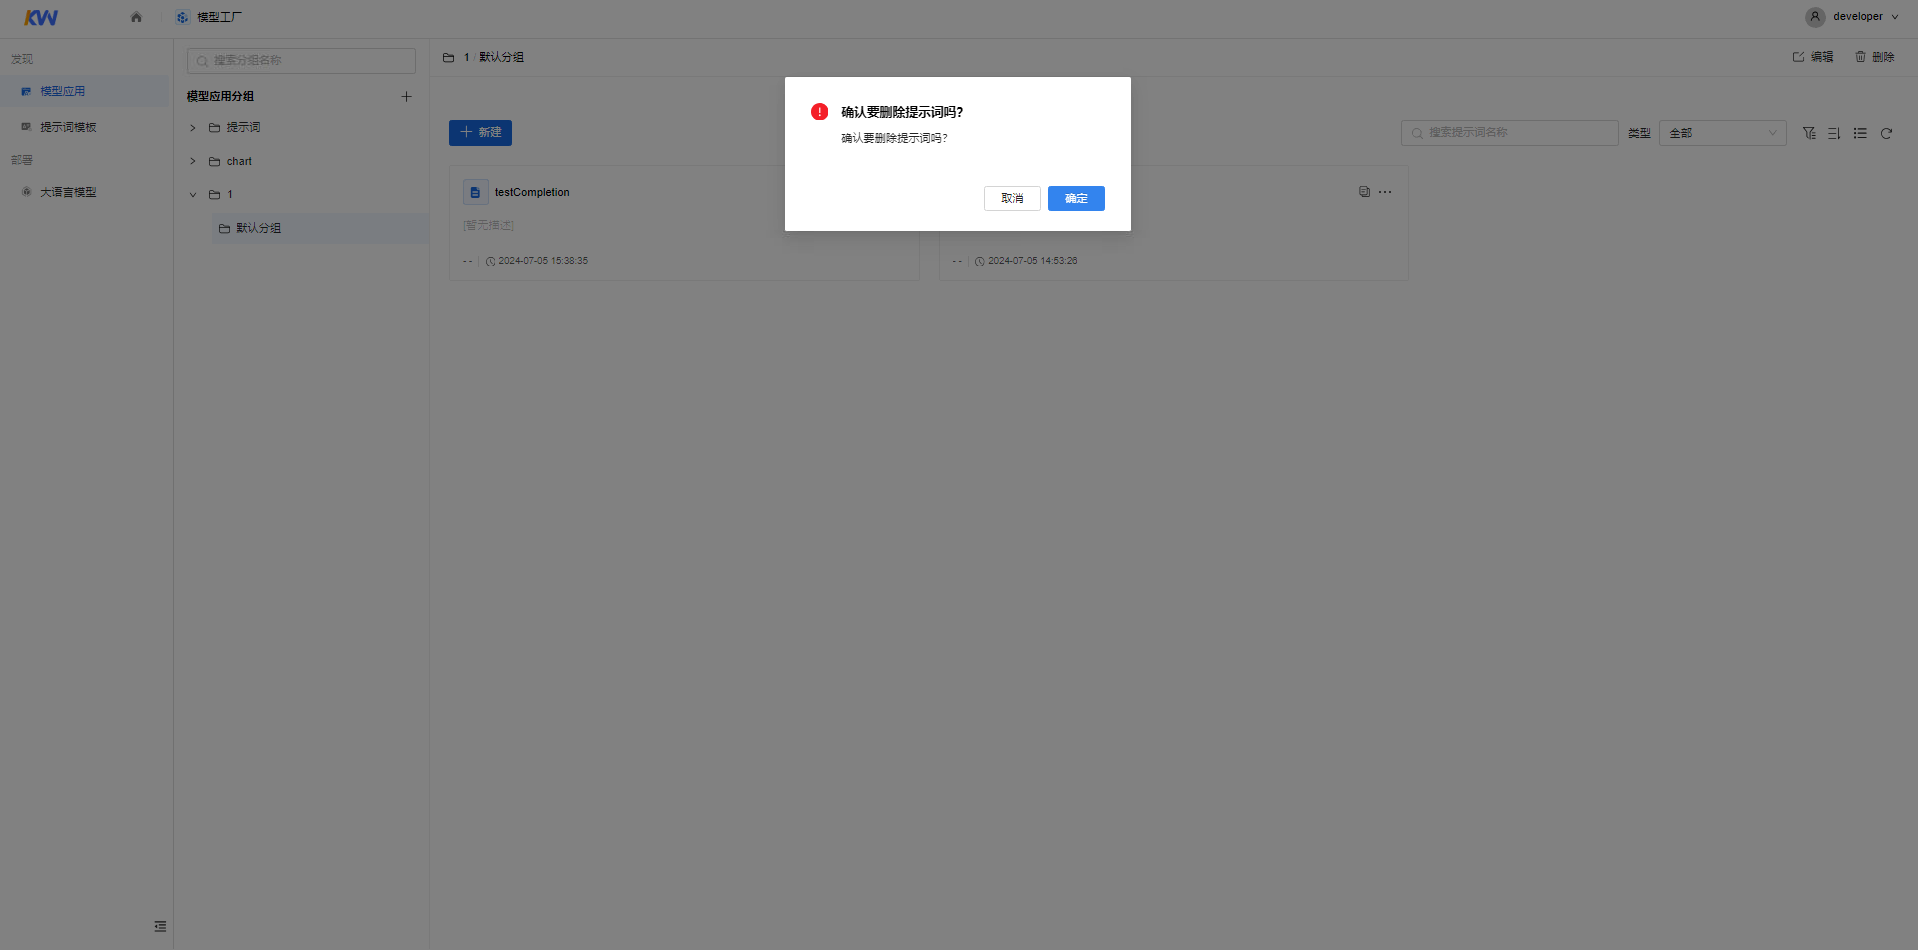 KW
模型工厂
developer
发现
模型应用
提示词模板
部署
大语言模型
搜索分组名称
模型应用分组
提示词
chart
1
默认分组
1 / 默认分组
编辑
删除
新建
搜索提示词名称
类型
全部
testCompletion
[暂无描述]
-- 2024-07-05 15:38:35
-- 2024-07-05 14:53:26
确认要删除提示词吗?
确认要删除提示词吗?
取消
确定